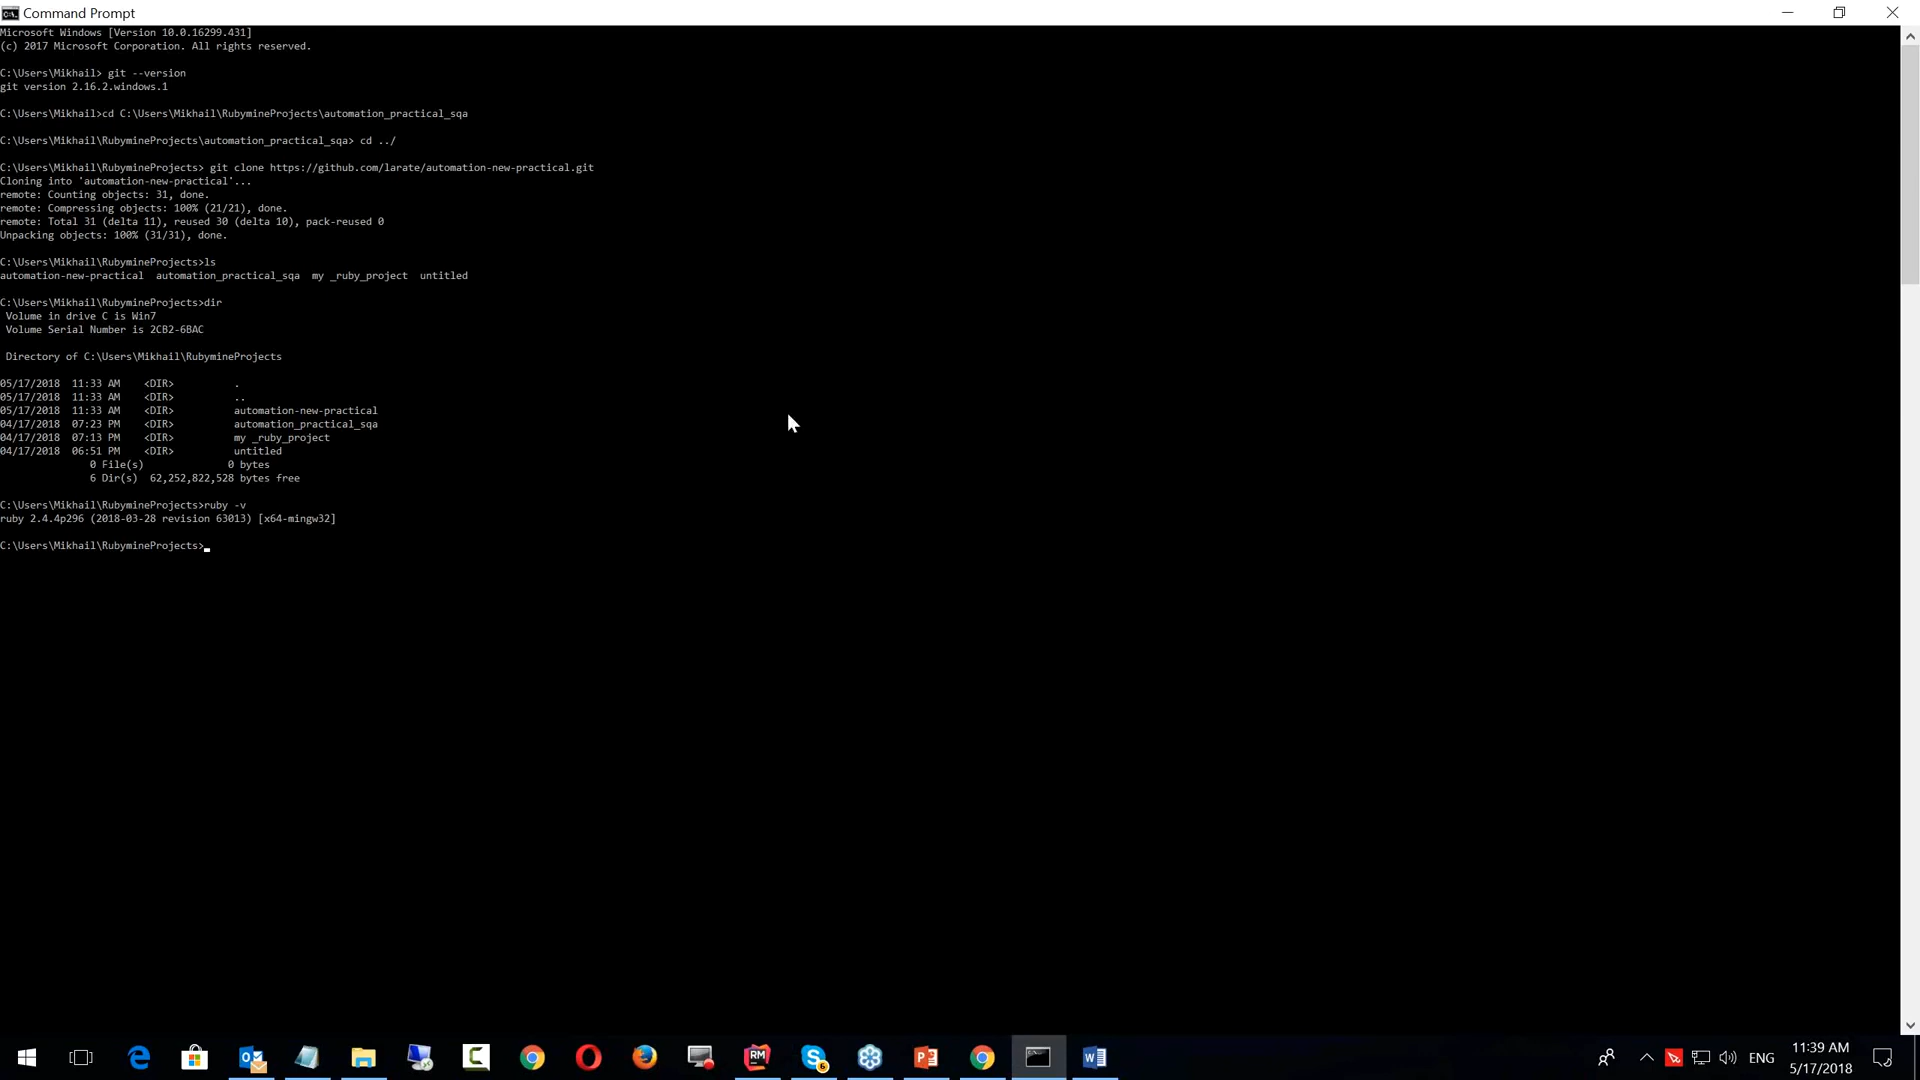 Command Prompt
Microsoft Windows [Version 10.0.16299.431]
(c) 2017 Microsoft Corporation. All rights reserved.
C:\Users\Mikhail> git --version
git version 2.16.2.windows.1
C:\Users\Mikhail>cd C:\Users\Mikhail\RubymineProjects\automation_practical_sqa
C:\Users\Mikhail\RubymineProjects\automation_practical_sqa> cd ../
C:\Users\Mikhail\RubymineProjects> git clone https://github.com/larate/automation-new-practical.git
Cloning into 'automation-new-practical'...
remote: Counting objects: 31, done.
remote: Compressing objects: 100% (21/21), done.
remote: Total 31 (delta 11), reused 30 (delta 10), pack-reused 0
Unpacking objects: 100% (31/31), done.
C:\Users\Mikhail\RubymineProjects>ls
automation-new-practical  automation_practical_sqa  my _ruby_project  untitled
C:\Users\Mikhail\RubymineProjects>dir
Volume in drive C is Win7
Volume Serial Number is 2CB2-6BAC
Directory of C:\Users\Mikhail\RubymineProjects
05/17/2018  11:33 AM    <DIR>          .
05/17/2018  11:33 AM    <DIR>          ..
05/17/2018  11:33 AM    <DIR>          automation-new-practical
04/17/2018  07:23 PM    <DIR>          automation_practical_sqa
04/17/2018  07:13 PM    <DIR>          my _ruby_project
04/17/2018  06:51 PM    <DIR>          untitled
0 File(s)              0 bytes
6 Dir(s)  62,252,822,528 bytes free
C:\Users\Mikhail\RubymineProjects>ruby -v
ruby 2.4.4p296 (2018-03-28 revision 63013) [x64-mingw32]
C:\Users\Mikhail\RubymineProjects>
RM
6
ENG
11:39 AM
5/17/2018